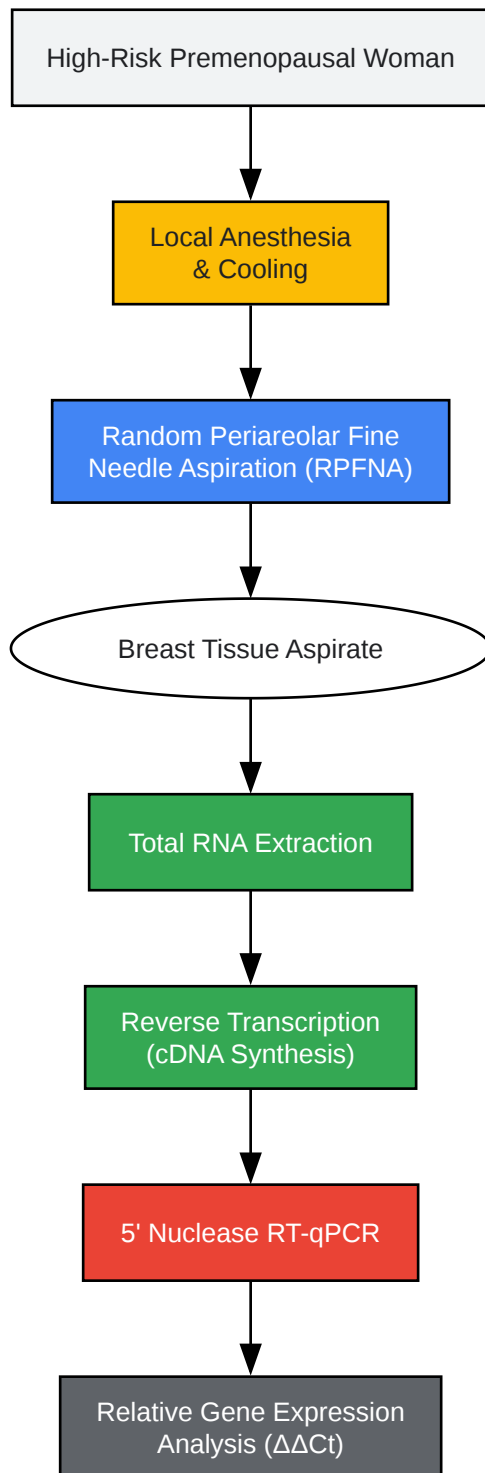 High-Risk Premenopausal Woman
Local Anesthesia
& Cooling
Random Periareolar Fine
Needle Aspiration (RPFNA)
Breast Tissue Aspirate
Total RNA Extraction
Reverse Transcription
(cDNA Synthesis)
5' Nuclease RT-qPCR
Relative Gene Expression
Analysis (ΔΔCt)